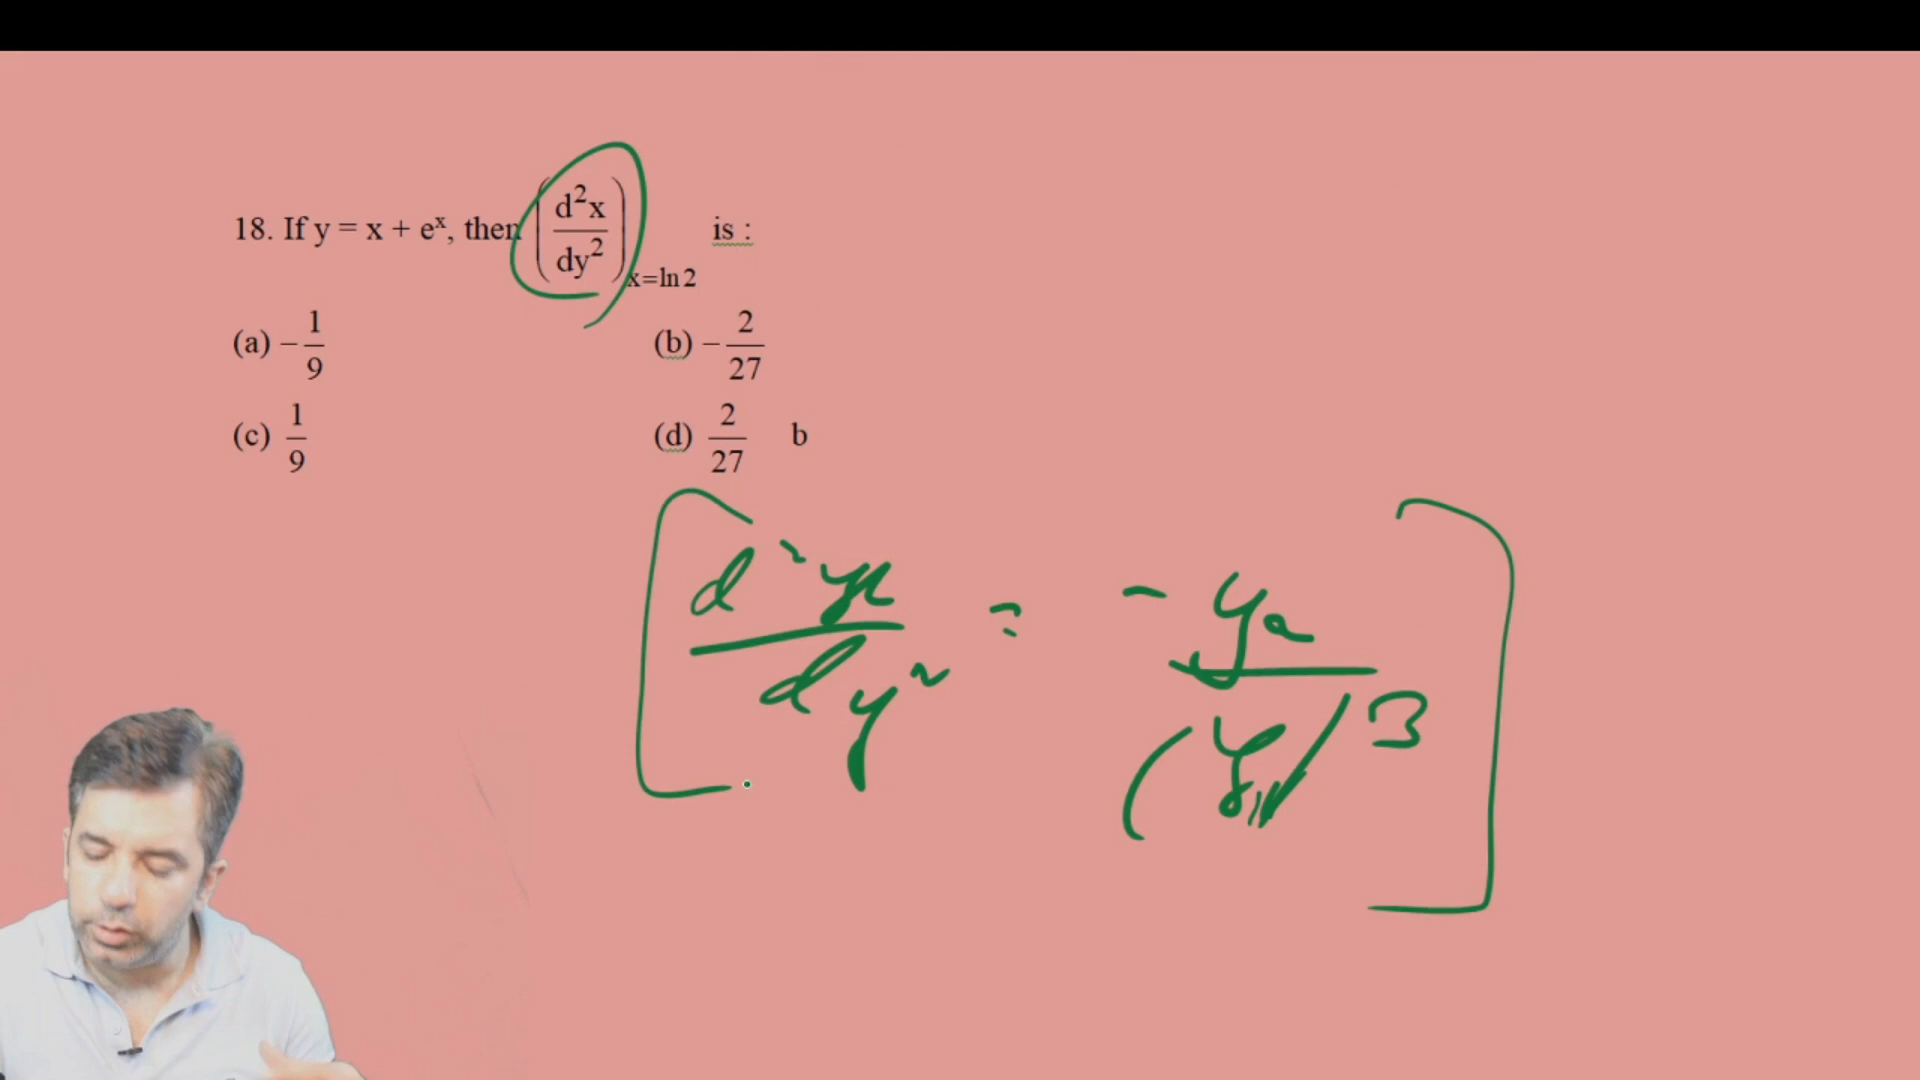 18. If y = x + eˣ, then (d²x/dy²)ₓ₌ln 2 is :
(a) −1/9 (b) −2/27
(c) 1/9 (d) 2/27 b
[d²x/dy² = −y₂/(y₁)³]